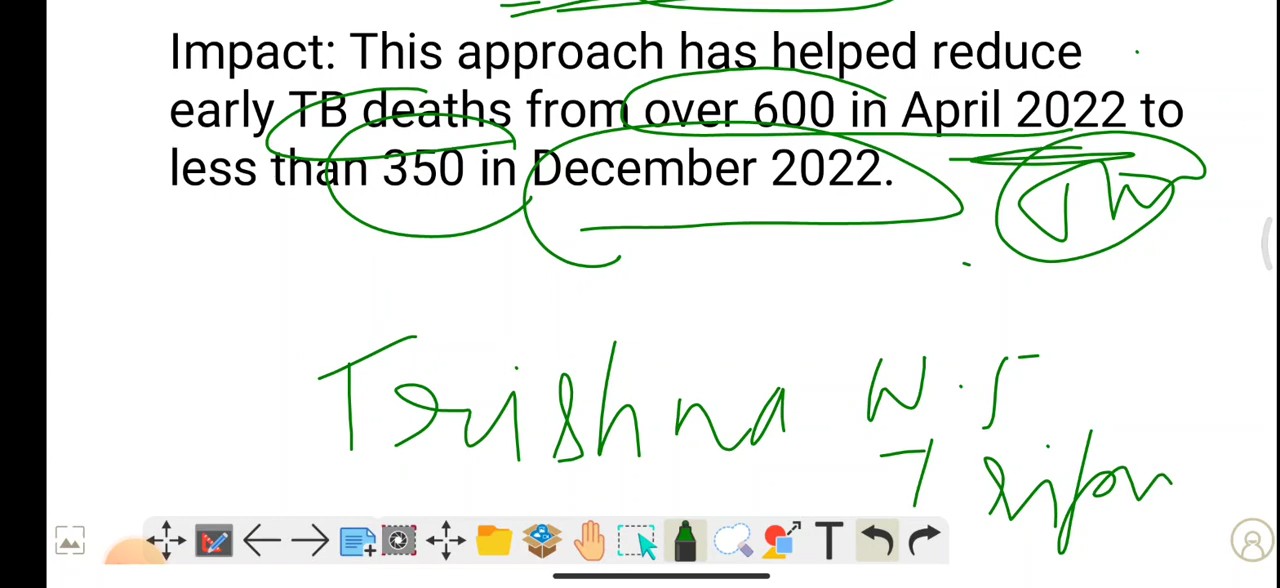 Impact: This approach has helped reduce
early TB deaths from over 600 in April 2022 to
less than 350 in December 2022.
Trishna W.
7